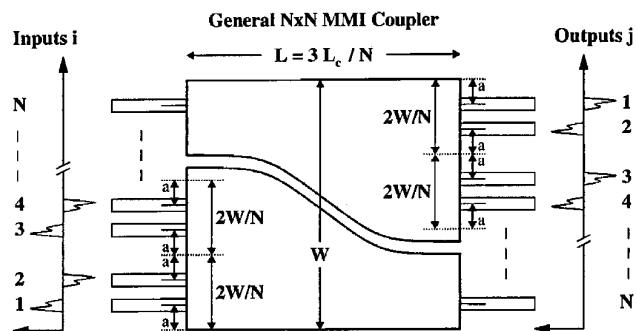 General NxN MMI Coupler
Inputs i
L = 3 L_c / N
Outputs j
N
a
1
2W/N
2
a
a
3
4
a
2W/N
4
3
a
a
2W/N
W
a
2
1
a
2W/N
a
N